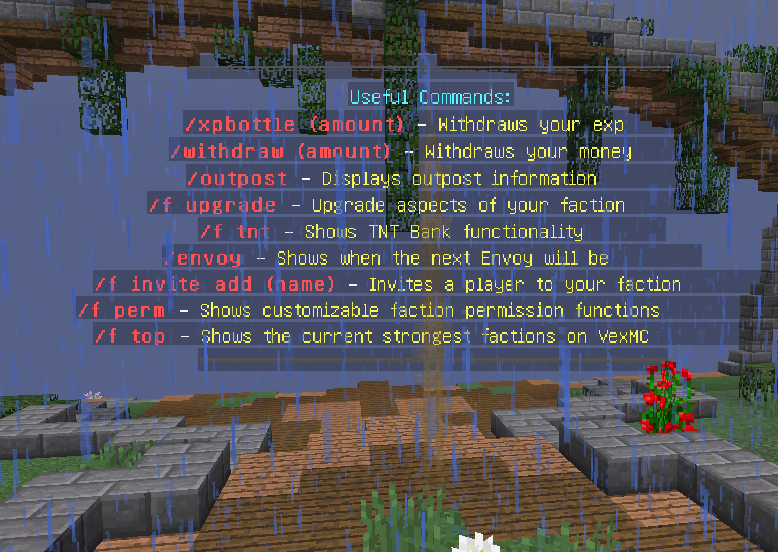 Useful Commands:
/xpbottle (amount) - Withdraws your exp
/withdraw (amount) - Withdraws your money
/outpost - Displays outpost information
/f upgrade - Upgrade aspects of your faction
/f tnt - Shows TNT Bank functionality
/envoy - Shows when the next Envoy will be
/f invite add (name) - Invites a player to your faction
/f perm - Shows customizable faction permission functions
/f top - Shows the current strongest factions on VexMC